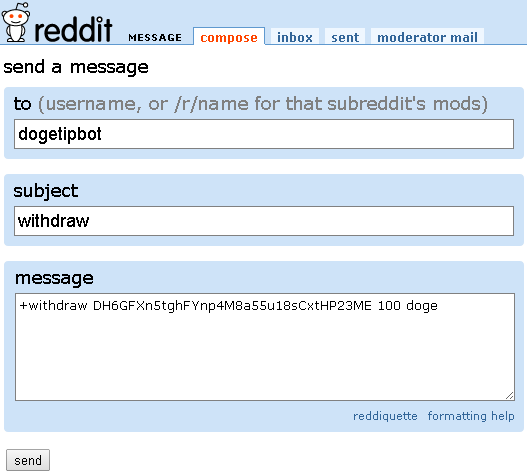 reddit MESSAGE compose inbox sent moderator mail
send a message
to (username, or /r/name for that subreddit's mods)
dogetipbot
subject
withdraw
message
+withdraw DH6GFXn5tghFYnp4M8a55u18sCxtHP23ME 100 doge
reddiquette formatting help
send